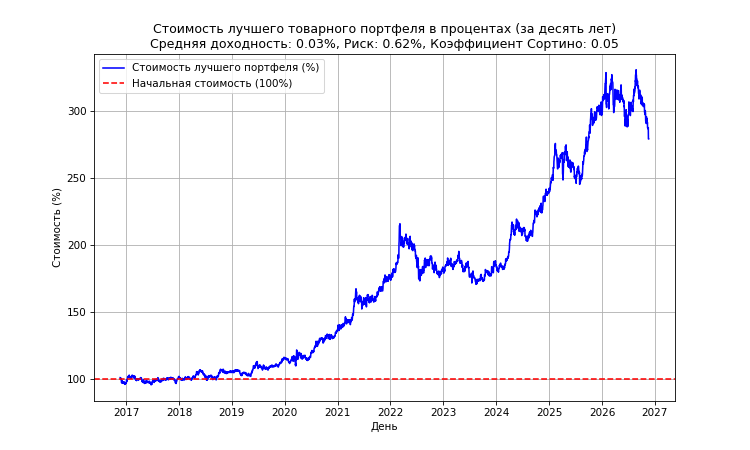 Стоимость лучшего товарного портфеля в процентах (за десять лет)
Средняя доходность: 0.03%, Риск: 0.62%, Коэффициент Сортино: 0.05
Стоимость лучшего портфеля (%)
Начальная стоимость (100%)
Стоимость (%)
300
250
200
150
100
2017 2018 2019 2020 2021 2022 2023 2024 2025 2026 2027
День